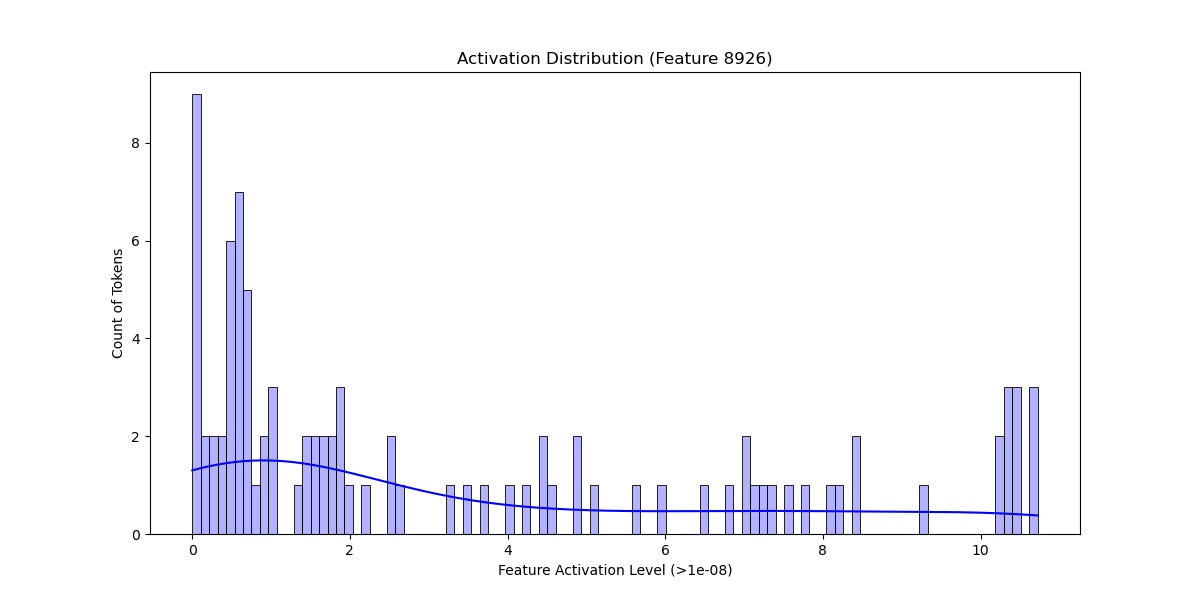 Activation Distribution (Feature 8926)
8
6
4
2
0
Count of Tokens
0 2 4 6 8 10
Feature Activation Level (>1e-08)